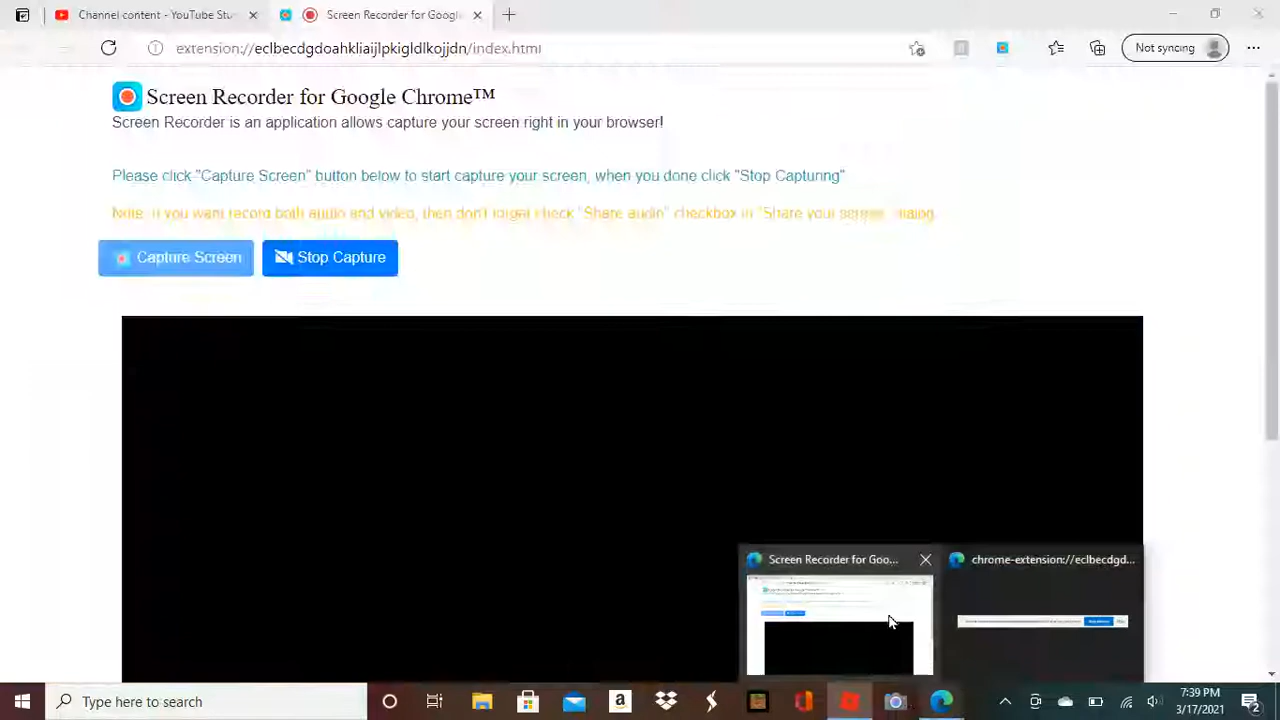 Channel content - YouTube Stu
Screen Recorder for Google
extension://eclbecdgdoahkliaijlpkigldlkojjdn/index.html
Not syncing
Screen Recorder for Google Chrome™
Screen Recorder is an application allows capture your screen right in your browser!
Please click "Capture Screen" button below to start capture your screen, when you done click "Stop Capturing"
Note: if you want record both audio and video, then don't forget check "Share audio" checkbox in "Share your screen" dialog.
Capture Screen
Stop Capture
Screen Recorder for Goo...
chrome-extension://eclbecdgd...
Type here to search
7:39 PM
3/17/2021
2